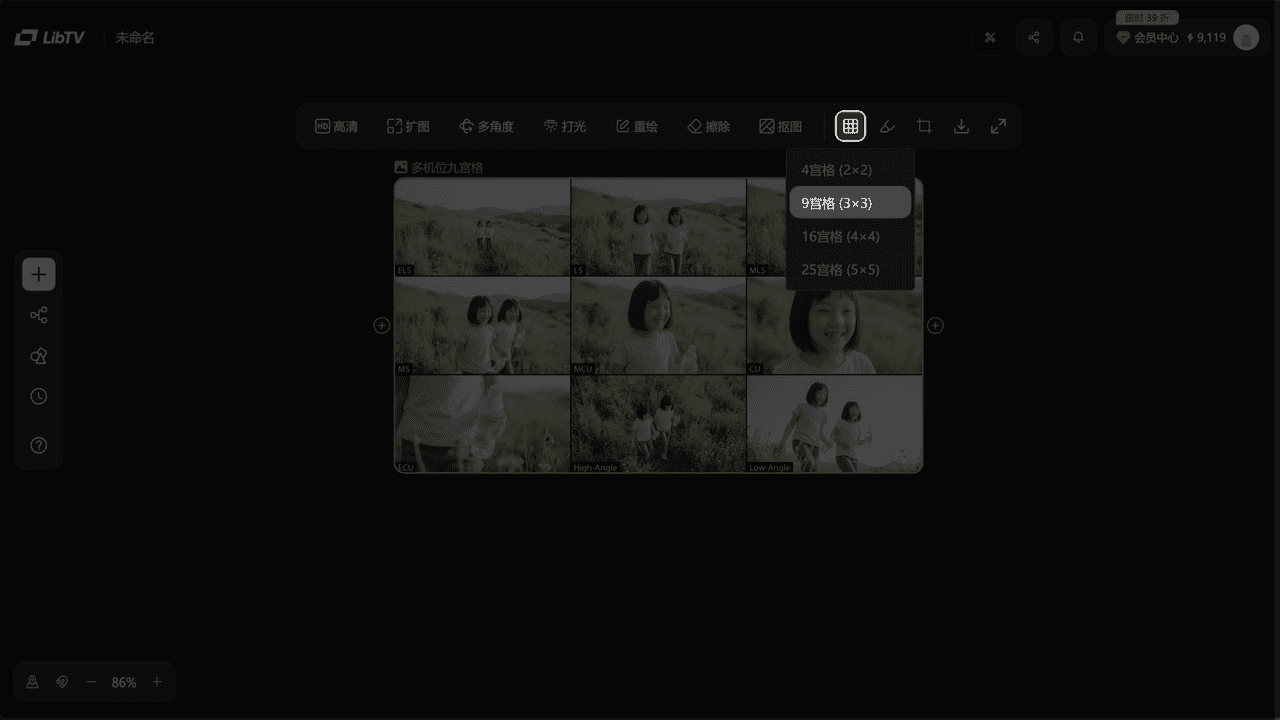 LibTV
未命名
限时 39 折
会员中心
9,119
HD 高清
扩图
多角度
打光
重绘
擦除
抠图
多机位九宫格
4宫格 (2×2)
9宫格 (3×3)
16宫格 (4×4)
25宫格 (5×5)
ELS
LS
MLS
MS
MCU
CU
ECU
High-Angle
Low-Angle
86%